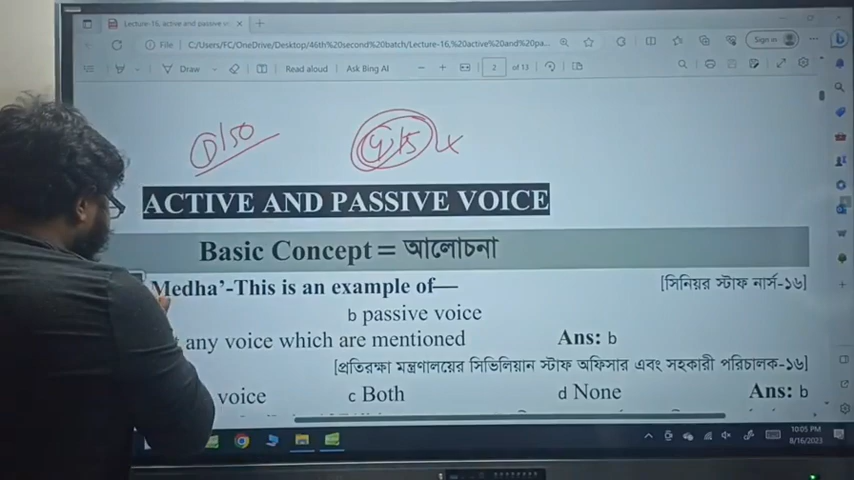 Lecture-16, active and passive v
File
C:/Users/FC/OneDrive/Desktop/46th%20second%20batch/Lecture-16,%20active%20and%20pa...
Sign in
Draw
Read aloud
Ask Bing AI
2
of 13
ACTIVE AND PASSIVE VOICE
Basic Concept = আলোচনা
Medha'-This is an example of—
[সিনিয়র স্টাফ নার্স-১৬]
b passive voice
any voice which are mentioned
Ans: b
[প্রতিরক্ষা মন্ত্রণালয়ের সিভিলিয়ান স্টাফ অফিসার এবং সহকারী পরিচালক-১৬]
voice
c Both
d None
Ans: b
10:05 PM
8/16/2023